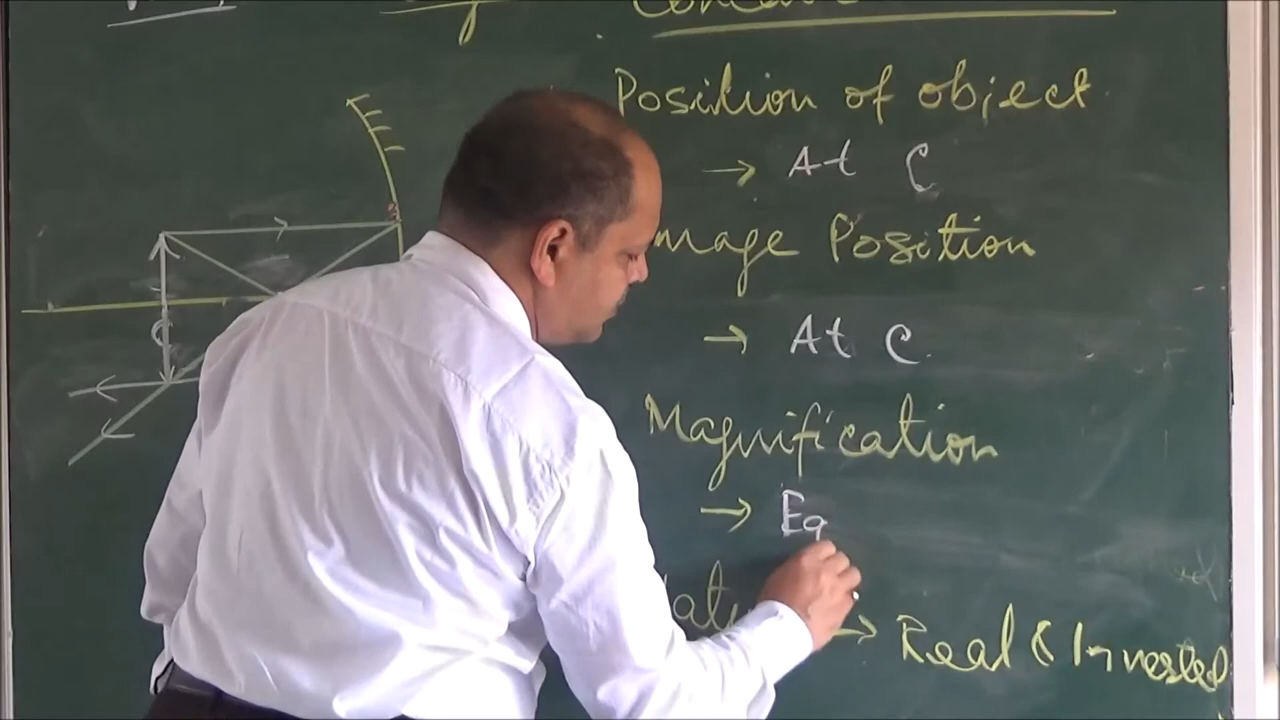 Position of object
→ At C
mage Position
→ At C.
Magnification
→ Eq
→ Real & Inverted
C